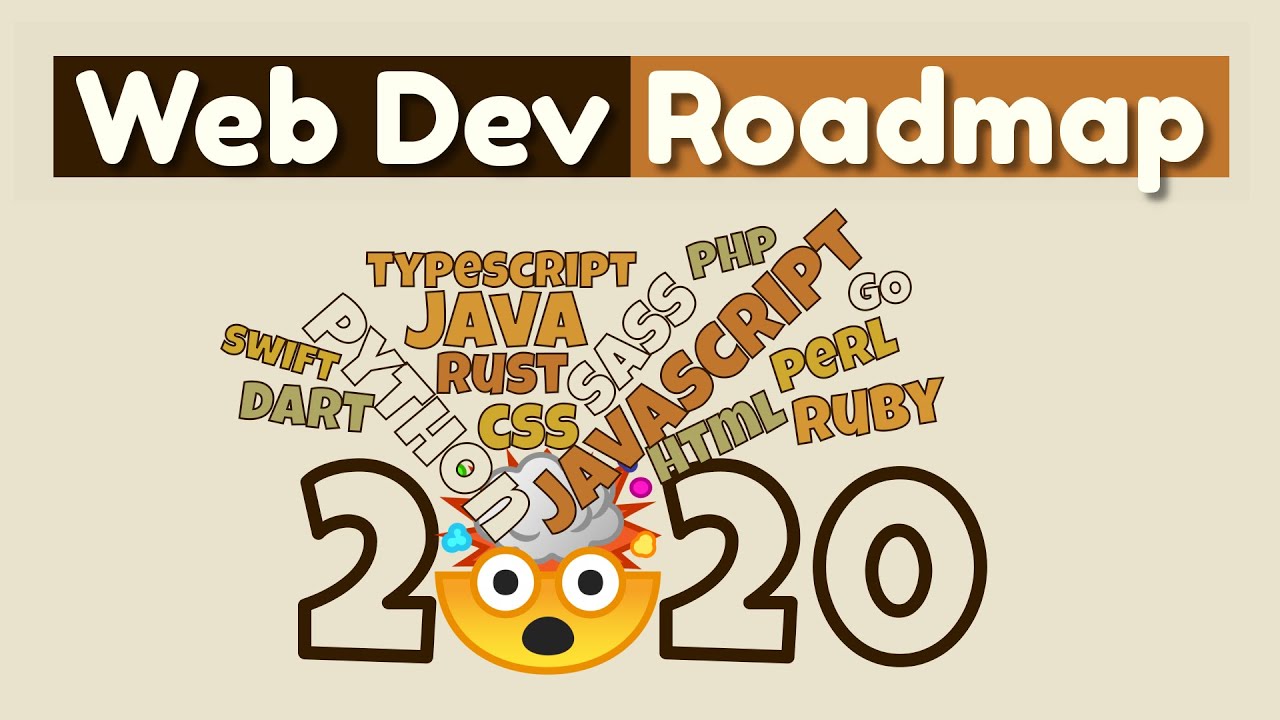 Web Dev Roadmap
TYPESCRIPT
JAVA
RUST
CSS
PYTHON
SWIFT
DART
SASS
JAVASCRIPT
PHP
GO
PERL
HTML
RUBY
2020